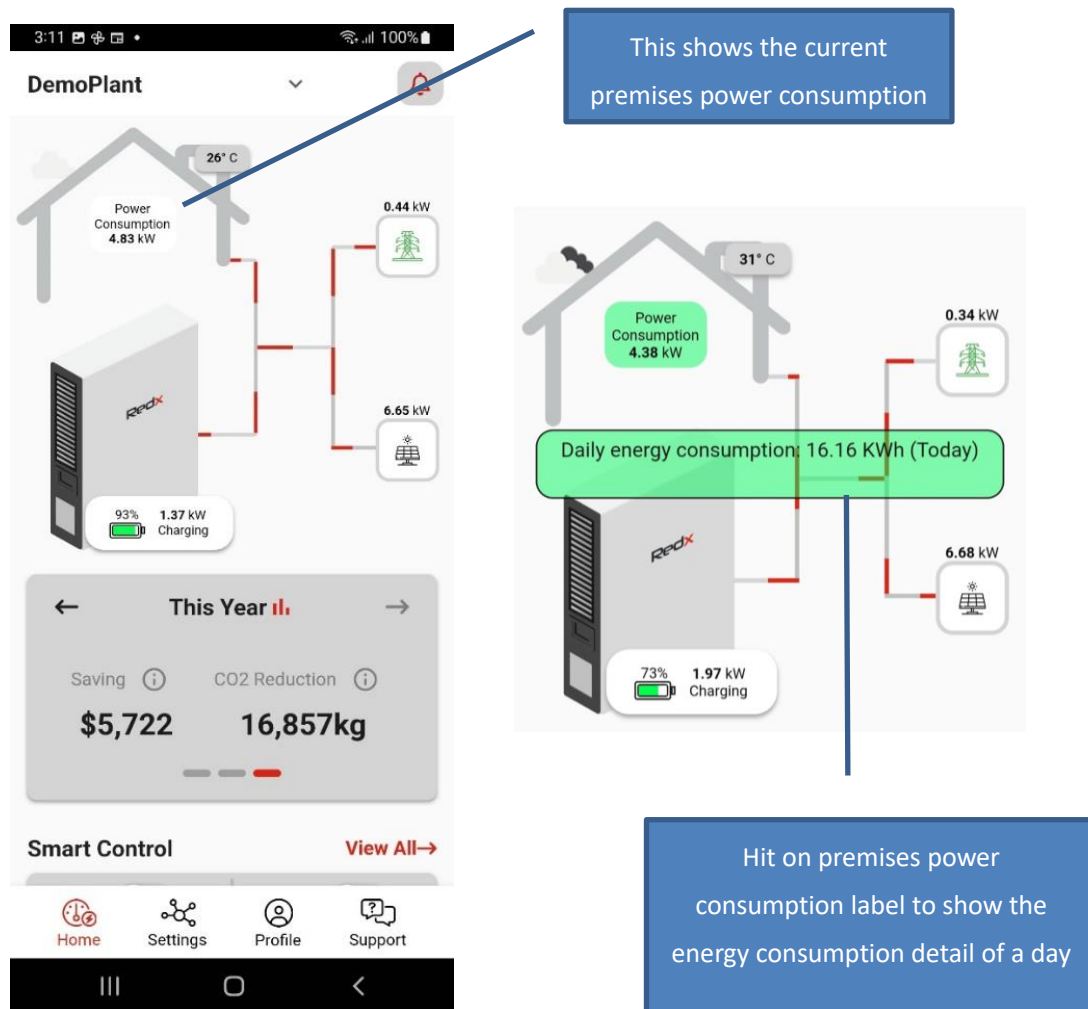 3:11
100%
This shows the current
premises power consumption
DemoPlant
26° C
Power
Consumption
4.83 kW
0.44 kW
6.65 kW
Redx
93% 1.37 kW
Charging
31° C
Power
Consumption
4.38 kW
0.34 kW
Daily energy consumption: 16.16 KWh (Today)
Redx
6.68 kW
73% 1.97 kW
Charging
This Year
Saving CO2 Reduction
$5,722 16,857kg
Smart Control View All→
Home Settings Profile Support
Hit on premises power
consumption label to show the
energy consumption detail of a day